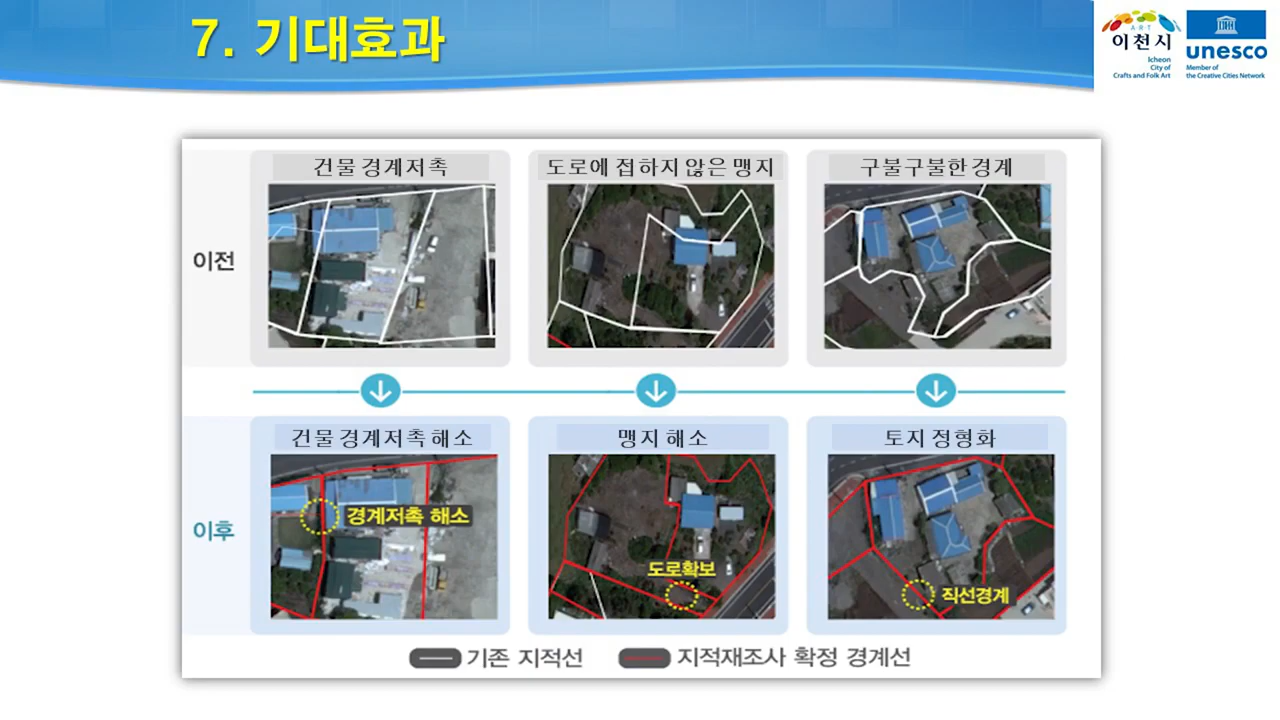 7. 기대효과
ART
이천시
Icheon
City of
Crafts and Folk Art
unesco
Member of
the Creative Cities Network
건물 경계저촉
도로에 접하지 않은 맹지
구불구불한 경계
이전
건물 경계저촉 해소
맹지 해소
토지 정형화
이후
경계저촉 해소
도로확보
직선경계
기존 지적선
지적재조사 확정 경계선